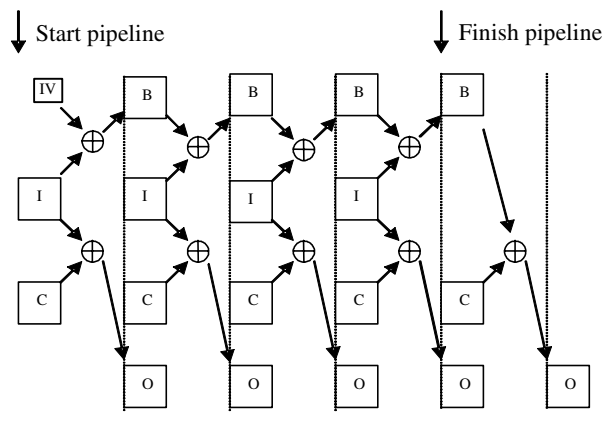 Start pipeline Finish pipeline
IV B B B B
I I I I
C C C C C
O O O O O